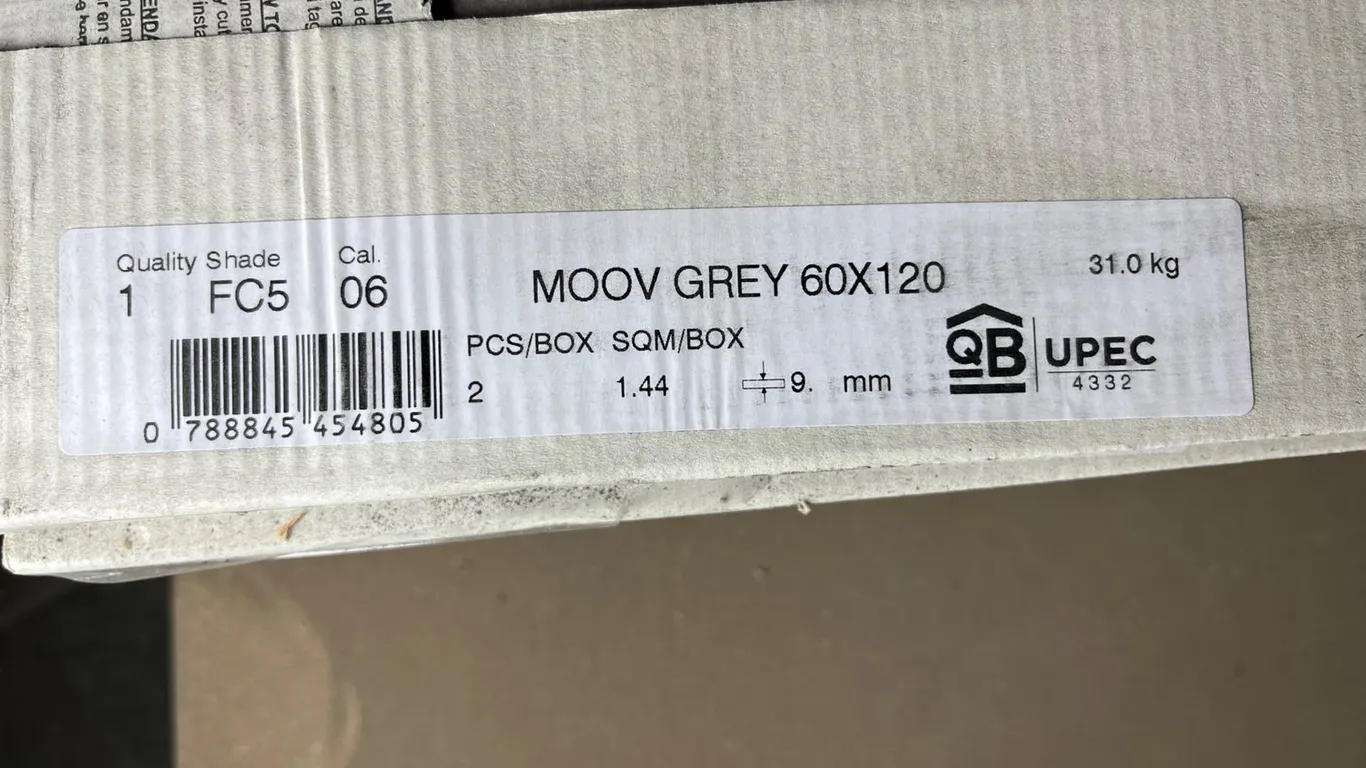 Quality Shade Cal.
1 FC5 06
MOOV GREY 60X120
31.0 kg
PCS/BOX SQM/BOX
2 1.44 9. mm
QB UPEC
4332
0 788845 454805